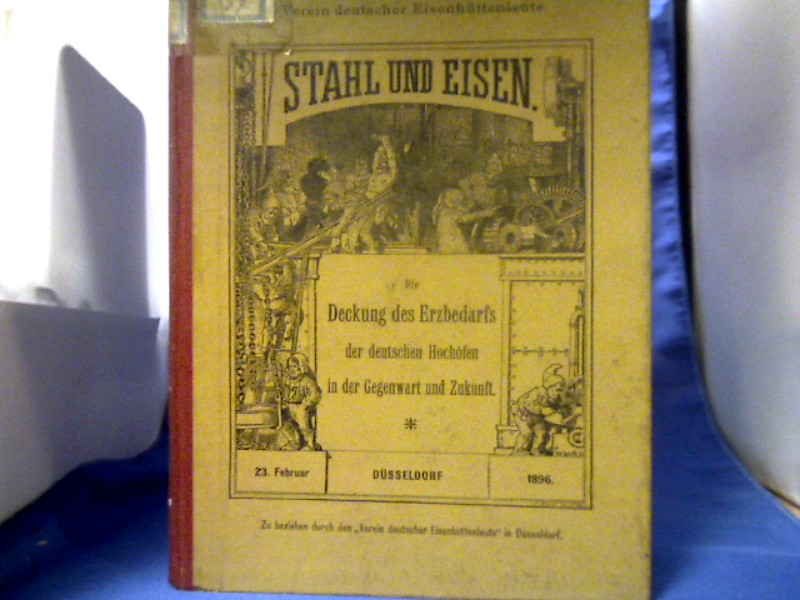 Verein deutscher Eisenhüttenleute.
STAHL UND EISEN.
Die
Deckung des Erzbedarfs
der deutschen Hochöfen
in der Gegenwart und Zukunft.
23. Februar
DÜSSELDORF
1896.
Zu beziehen durch den „Verein deutscher Eisenhüttenleute" in Düsseldorf.